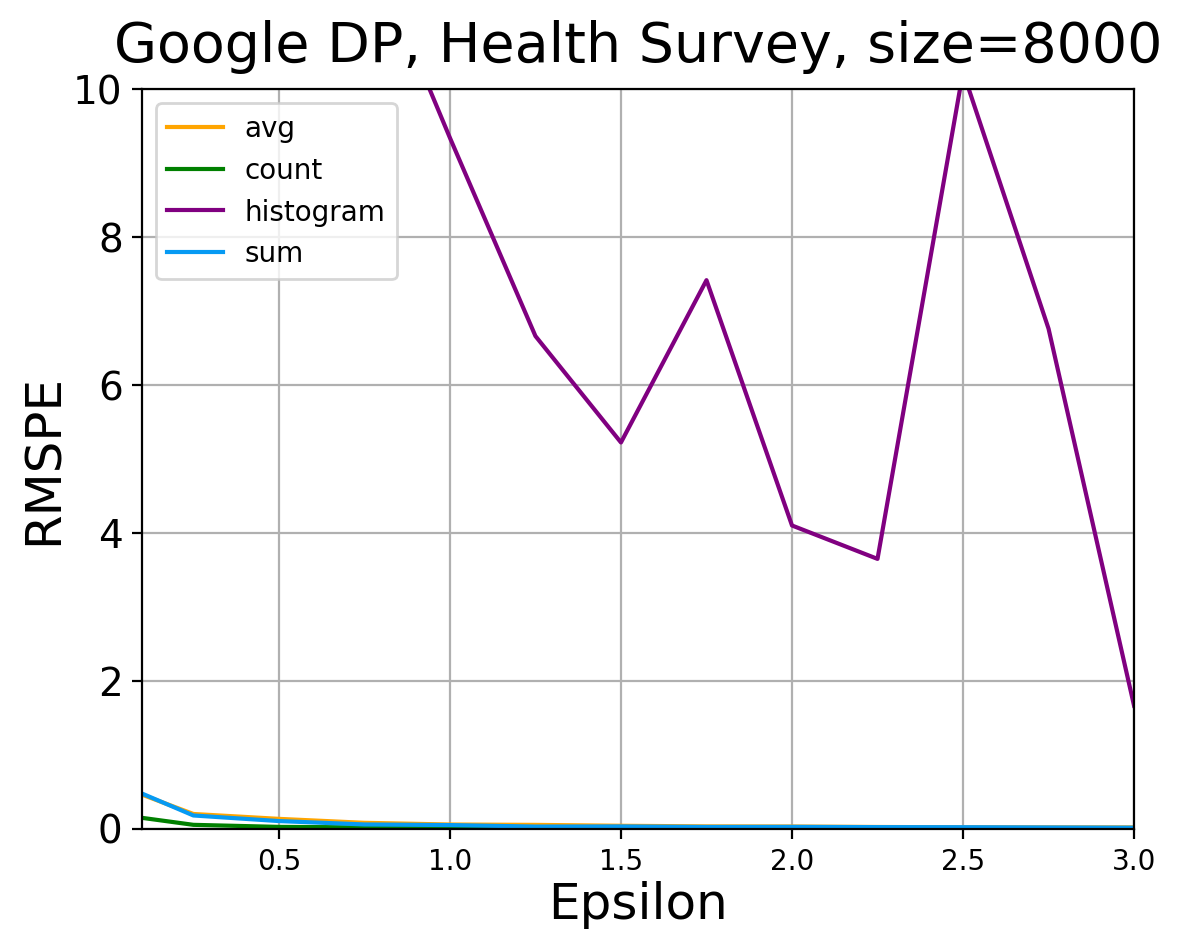 Google DP, Health Survey, size=8000
10
8
6
4
2
0
RMSPE
avg
count
histogram
sum
0.5 1.0 1.5 2.0 2.5 3.0
Epsilon